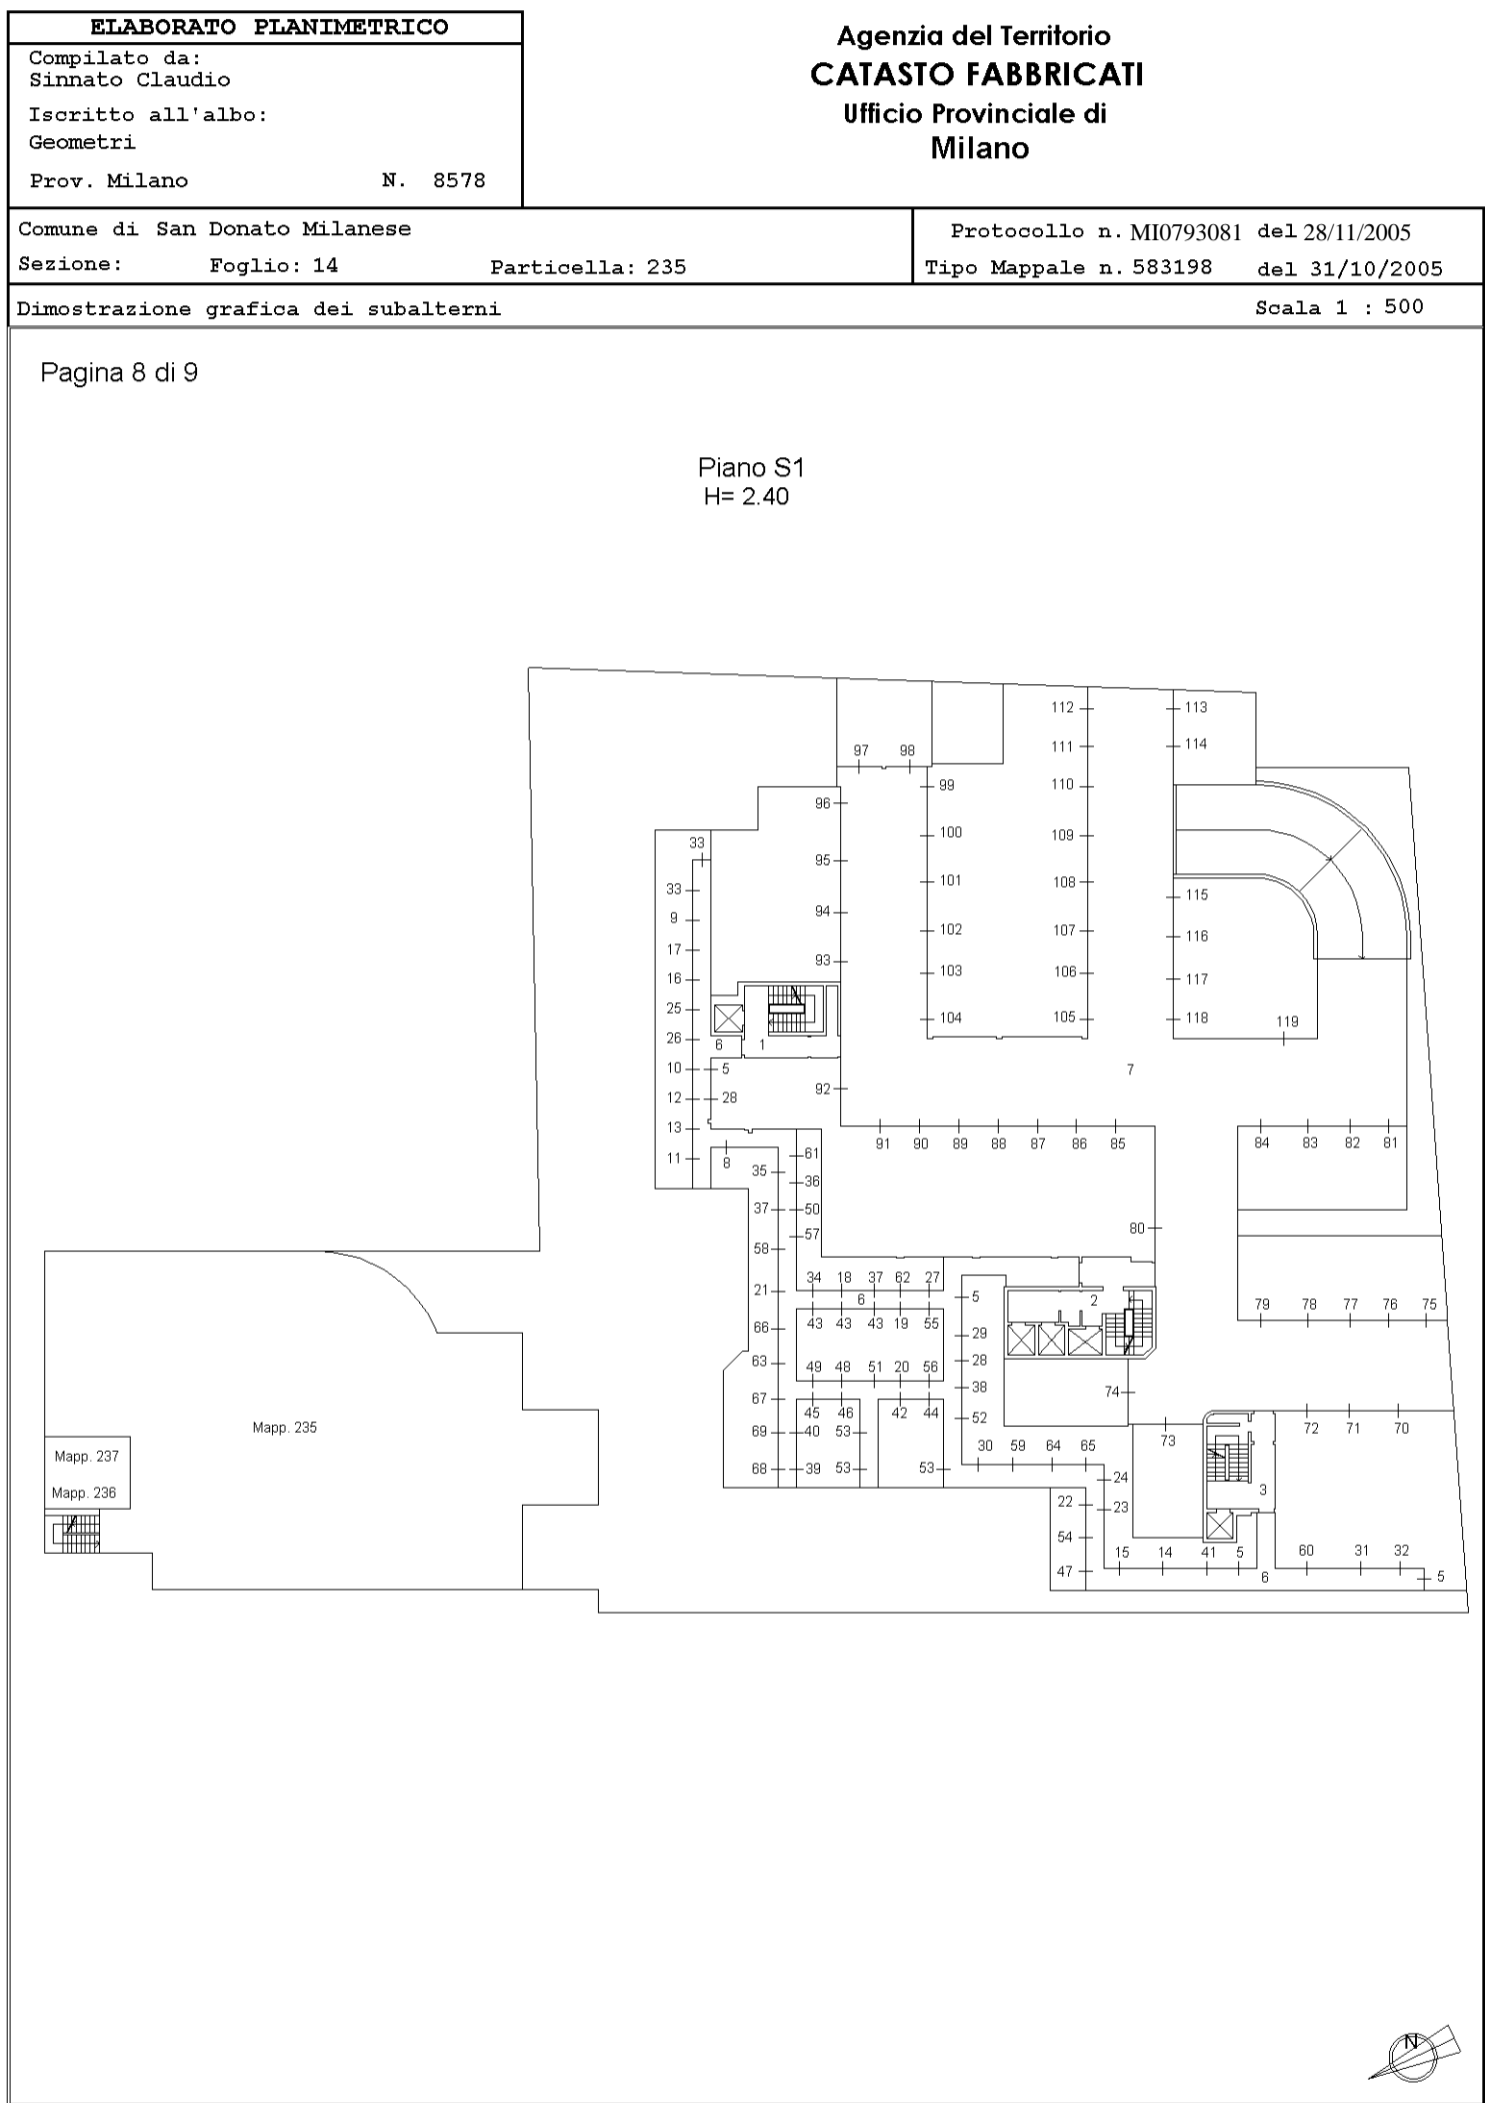 ELABORATO PLANIMETRICO
Compilato da:
Sinnato Claudio
Iscritto all'albo:
Geometri
Prov. Milano N. 8578
Agenzia del Territorio
CATASTO FABBRICATI
Ufficio Provinciale di
Milano
Comune di San Donato Milanese
Sezione: Foglio: 14 Particella: 235
Protocollo n. MI0793081 del 28/11/2005
Tipo Mappale n. 583198 del 31/10/2005
Dimostrazione grafica dei subalterni
Scala 1 : 500
Pagina 8 di 9
Piano S1
H= 2.40
112 113
97 98 111 114
99 110
96
100 109
33 95 101 108
33 115
9 94 102 107 116
17 93
16 103 106 117
25 104 105 118 119
26 6 1
10 5 7
12 28 92
13 91 90 89 88 87 86 85 84 83 82 81
11 8 35 61
36
37 50
57 80
58
34 18 37 62 27
21 6 5 2 79 78 77 76 75
66 43 43 43 19 55 29
63 49 48 51 20 56 28
67 38 74
45 46 42 44 52
69 40 53 73 72 71 70
30 59 64 65
68 39 53 53 24
22 23 3
54
15 14 41 5 60 31 32
47 6 5
Mapp. 235
Mapp. 237
Mapp. 236
N